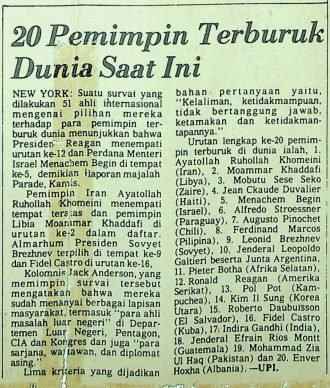 20 Pemimpin Terburuk
Dunia Saat Ini
NEW YORK: Suatu survai yang
dilakukan 51 ahli internasional
mengenai pilihan mereka
terhadap para pemimpin ter-
buruk dunia menunjukkan bahwa
Presiden Reagan menempati
urutan ke-12 dan Perdana Menteri
Israel Menachem Begin di tempat
ke-5, demikian laporan majalah
Parade, Kamis.
Pemimpin Iran Ayatollah
Ruhollah Khomeini menempati
tempat teratas dan pemimpin
Libia Moanimar Khaddafi di
urutan ke-2 dalam daftar.
Almarhum Presiden Sovyet
Brezhnev terpilih di tempat ke-9
dan Fidel Castro di urutan ke-16,
Kolomnis Jack Anderson, yang
memimpin survai tersebut
mengatakan bahwa mereka
sudah menanyai berbagai lapisan
masyarakat, termasuk "para ahli
masalah luar negeri" di Departe-
men Luar Negeri, Pentagon,
CIA dan Kongres dan juga "para
sarjana, wartawan, dan diplomat
asing."
Lima kriteria yang dijadikan
bahan pertanyaan yaitu,
"Kelaliman, ketidakmampuan,
tidak bertanggung jawab,
ketamakan dan ketidakman-
tapannya."
Urutan lengkap ke-20 pemimpin
ter buruk di dunia ialah, 1.
Ayatollah Ruhollah Khomeini
(Iran), 2. Moammar Khaddafi
(Libya), 3. Mobutu Sese Seko
(Zaire), 4. Jean Claude Duvalier
(Haiti), 5. Menachem Begin
(Israel), 6. Alfredo Stroessner
(Paraguay), 7. Augusto Pinochet
(Chili), 8. Ferdinand Marcos
(Pilipina), 9. Leonid Brezhnev
(Sovyet), 10. Jenderal Leopoldo
Galtieri beserta Junta Argentina,
11. Pieter Botha (Afrika Selatan),
12. Ronald Reagan (Amerika
Serikat), 13. Pol Pot (Kam-
puchea), 14. Kim Il Sung (Korea
Utara), 15. Roberto Daubuisson
(El Savador), 16. Fidel Castro
(Kuba), 17: Indira Gandhi (India),
18. Jenderal Efrain Rios Monti
(Guatemala) 19. Mohammad Zia
Ul Haq (Pakistan) dan 20. Enver
Hoxha (Albania). —UPI.